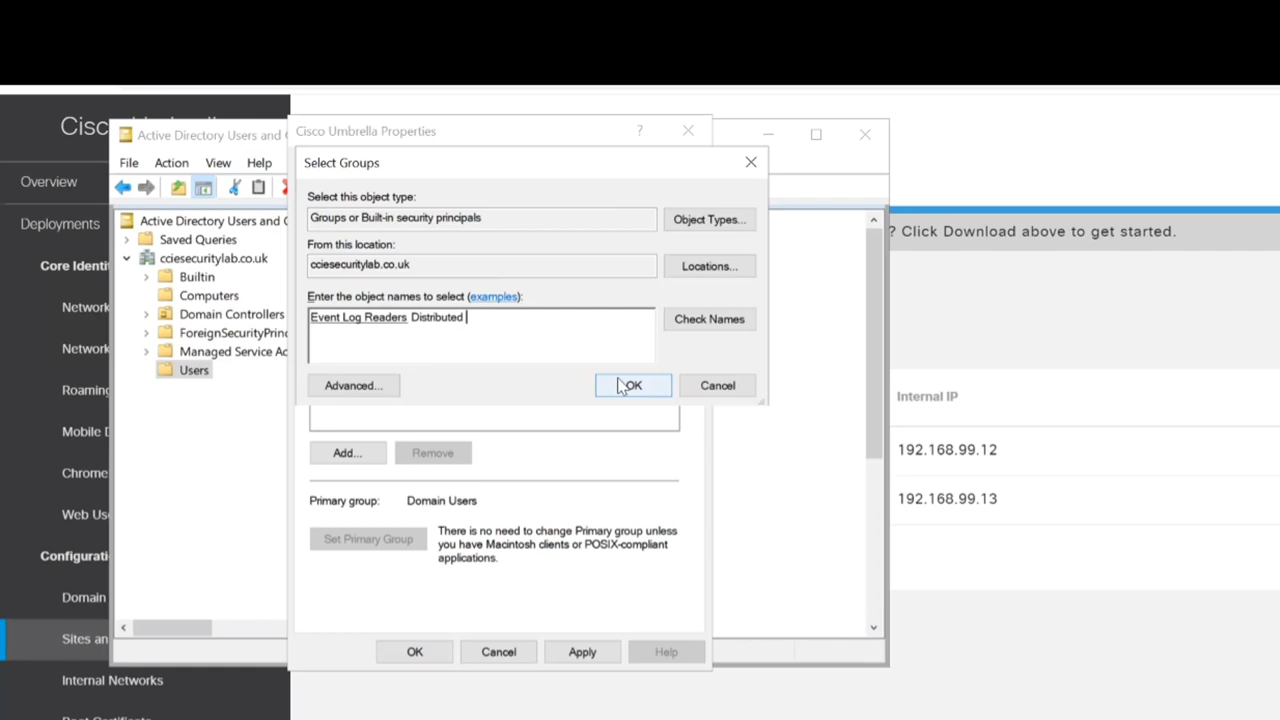 Cisc
Overview
Deployments
Core Identi
Network
Network
Roaming
Mobile D
Chrome
Web Us
Configurati
Domain
Sites an
Internal Networks
Active Directory Users and C
File Action View Help
Active Directory Users and C
Saved Queries
cciesecuritylab.co.uk
Builtin
Computers
Domain Controllers
ForeignSecurityPrinc
Managed Service Ac
Users
Cisco Umbrella Properties
?
Select Groups
Select this object type:
Groups or Built-in security principals
Object Types...
From this location:
cciesecuritylab.co.uk
Locations...
Enter the object names to select (examples):
Event Log Readers Distributed
Check Names
Advanced...
OK
Cancel
Add...
Remove
Primary group: Domain Users
Set Primary Group
There is no need to change Primary group unless
you have Macintosh clients or POSIX-compliant
applications.
OK
Cancel
Apply
Help
? Click Download above to get started.
Internal IP
192.168.99.12
192.168.99.13